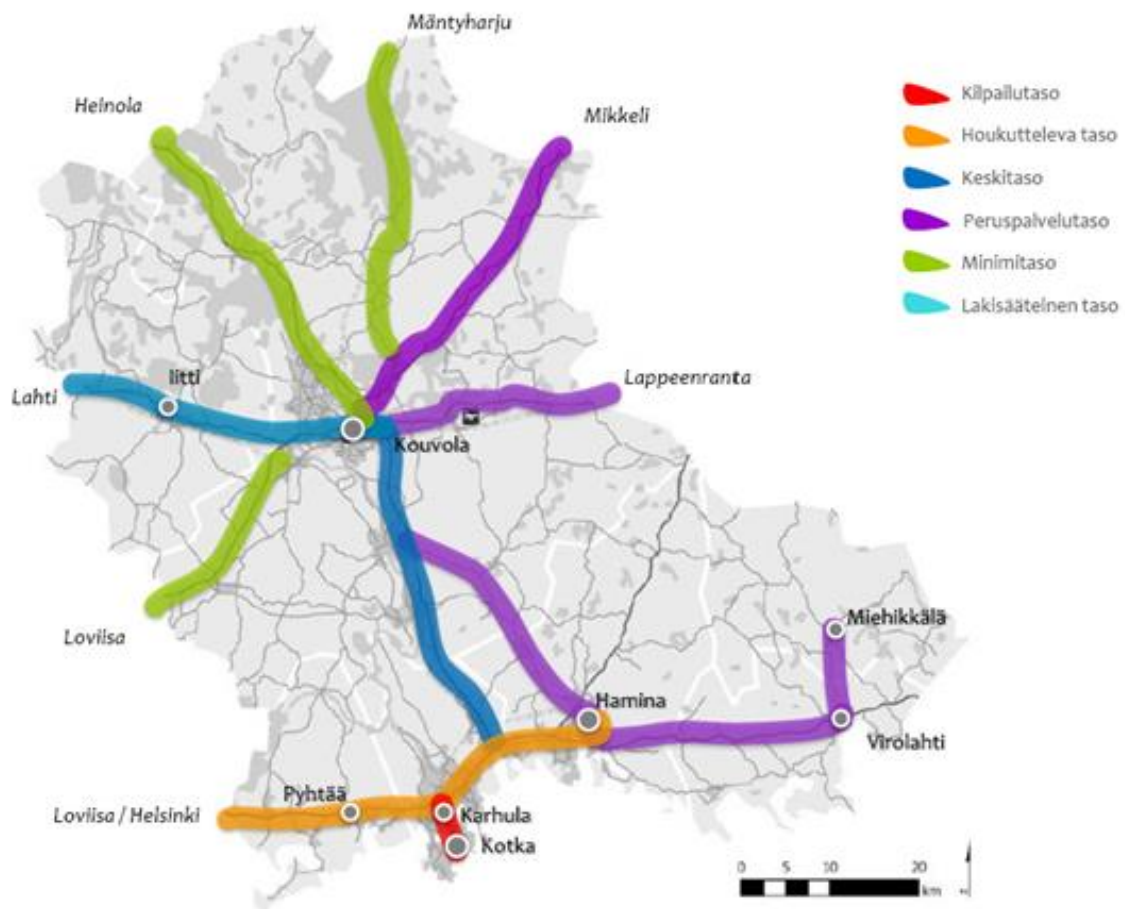 Mäntyharju
Heinola
Mikkeli
Kilpailutaso
Houkutteleva taso
Keskitaso
Peruspalvelutaso
Minimitaso
Lakisääteinen taso
Iitti
Lahti
Lappeenranta
Kouvola
Loviisa
Miehikkälä
Hamina
Virolahti
Pyhtää
Loviisa / Helsinki
Karhula
Kotka
0 5 10 20
km